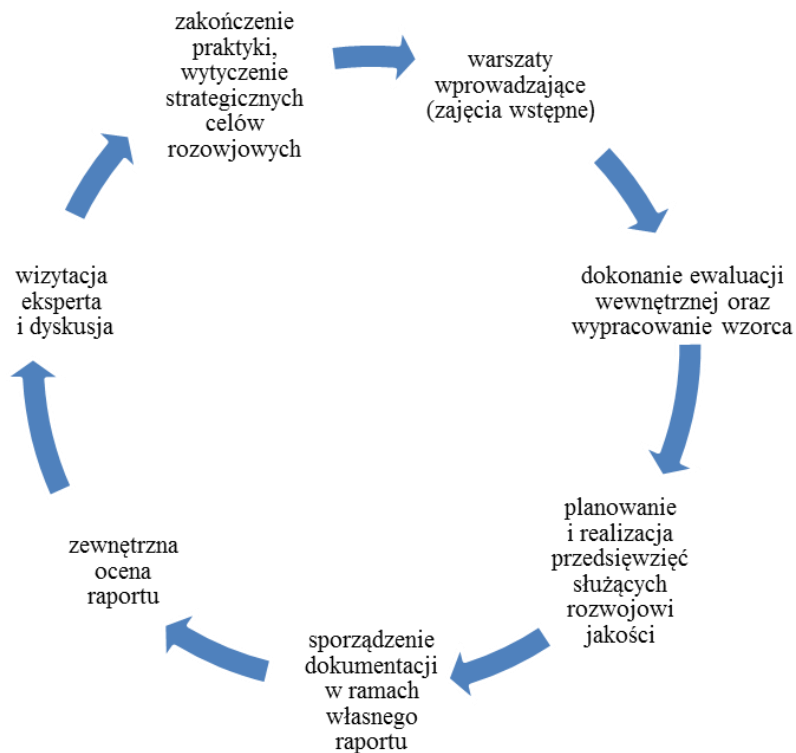 zakończenie
praktyki,
wytyczenie
strategicznych
celów
rozowjowych
warsztaty
wprowadzające
(zajęcia wstępne)
dokonanie ewaluacji
wewnętrznej oraz
wypracowanie wzorca
planowanie
i realizacja
przedsięwzięć
służących
rozwojowi
jakości
sporządzenie
dokumentacji
w ramach
własnego
raportu
zewnętrzna
ocena
raportu
wizytacja
eksperta
i dyskusja